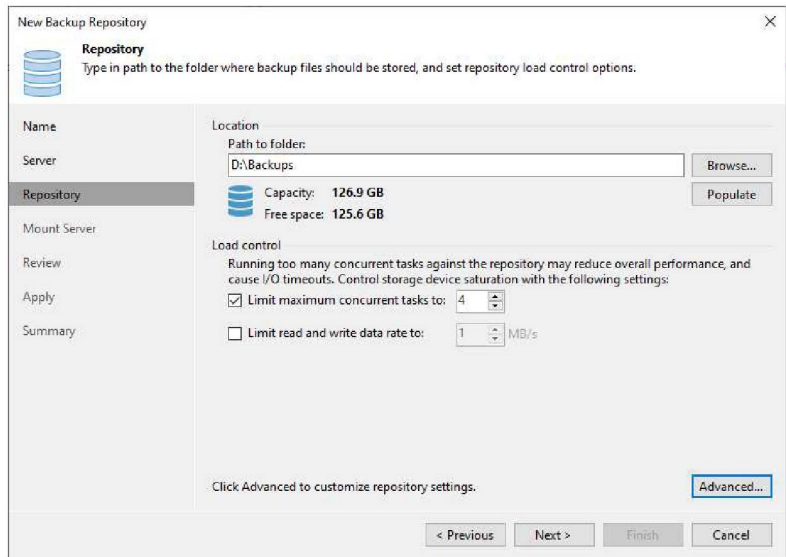 New Backup Repository
Repository
Type in path to the folder where backup files should be stored, and set repository load control options.
Name
Server
Repository
Mount Server
Review
Apply
Summary
Location
Path to folder:
D:\Backups
Browse...
Capacity: 126.9 GB
Populate
Free space: 125.6 GB
Load control
Running too many concurrent tasks against the repository may reduce overall performance, and
cause I/O timeouts. Control storage device saturation with the following settings:
Limit maximum concurrent tasks to: 4
Limit read and write data rate to: 1 MB/s
Click Advanced to customize repository settings.
Advanced...
< Previous
Next >
Finish
Cancel